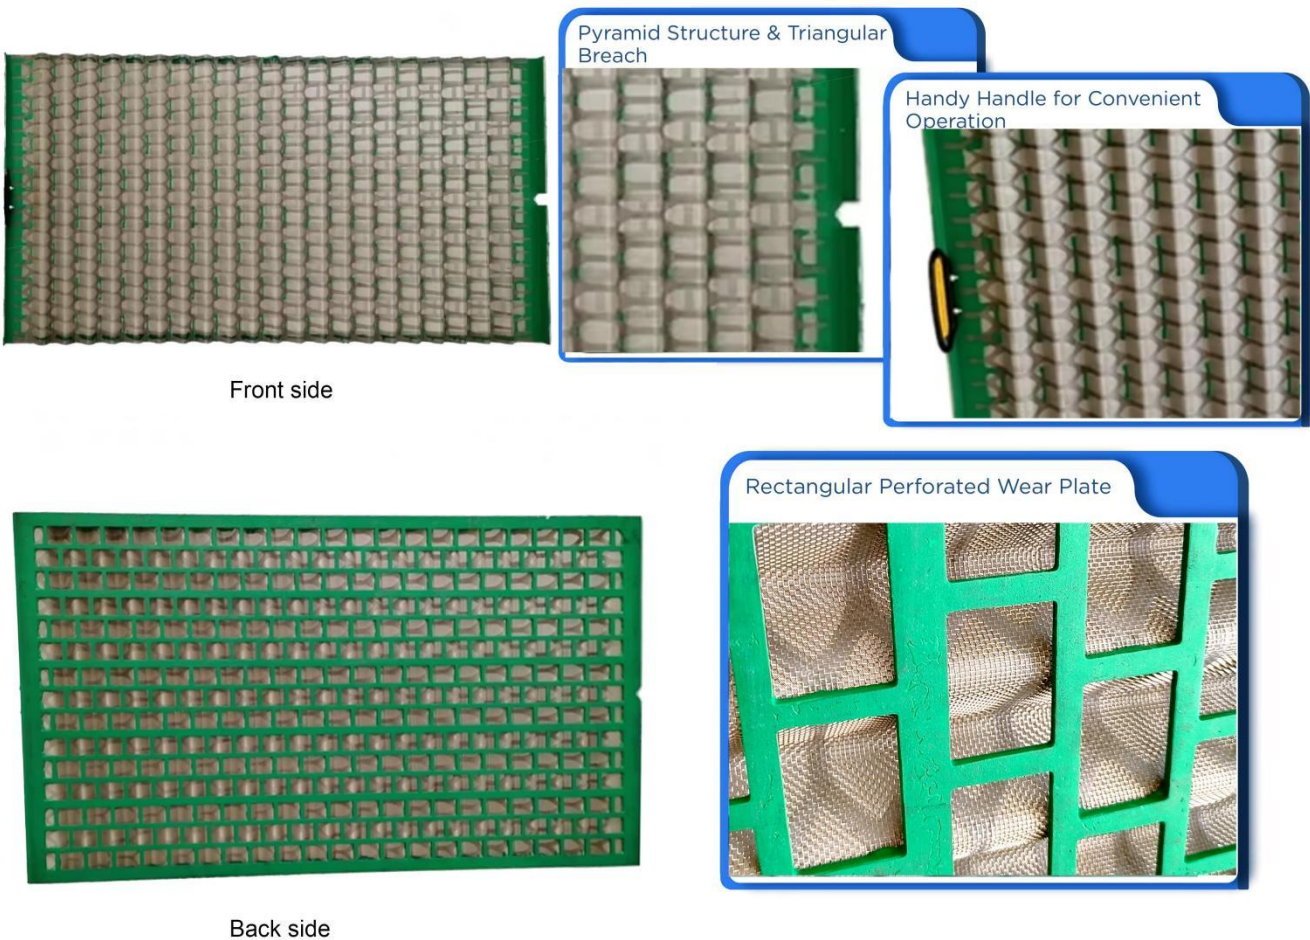 Pyramid Structure & Triangular
Breach
Handy Handle for Convenient
Operation
Front side
Rectangular Perforated Wear Plate
Back side